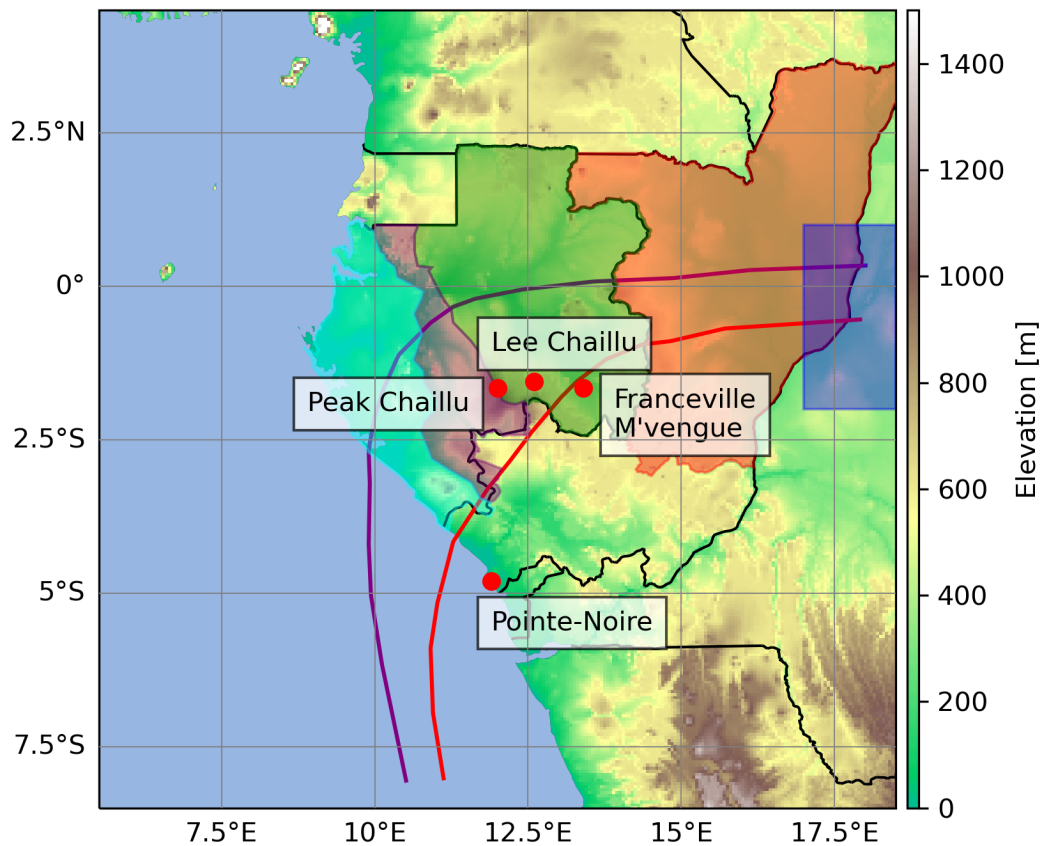 2.5°N
0°
2.5°S
5°S
7.5°S
7.5°E
10°E
12.5°E
15°E
17.5°E
Lee Chaillu
Peak Chaillu
Franceville
M'vengue
Pointe-Noire
1400
1200
1000
800
600
400
200
0
Elevation [m]